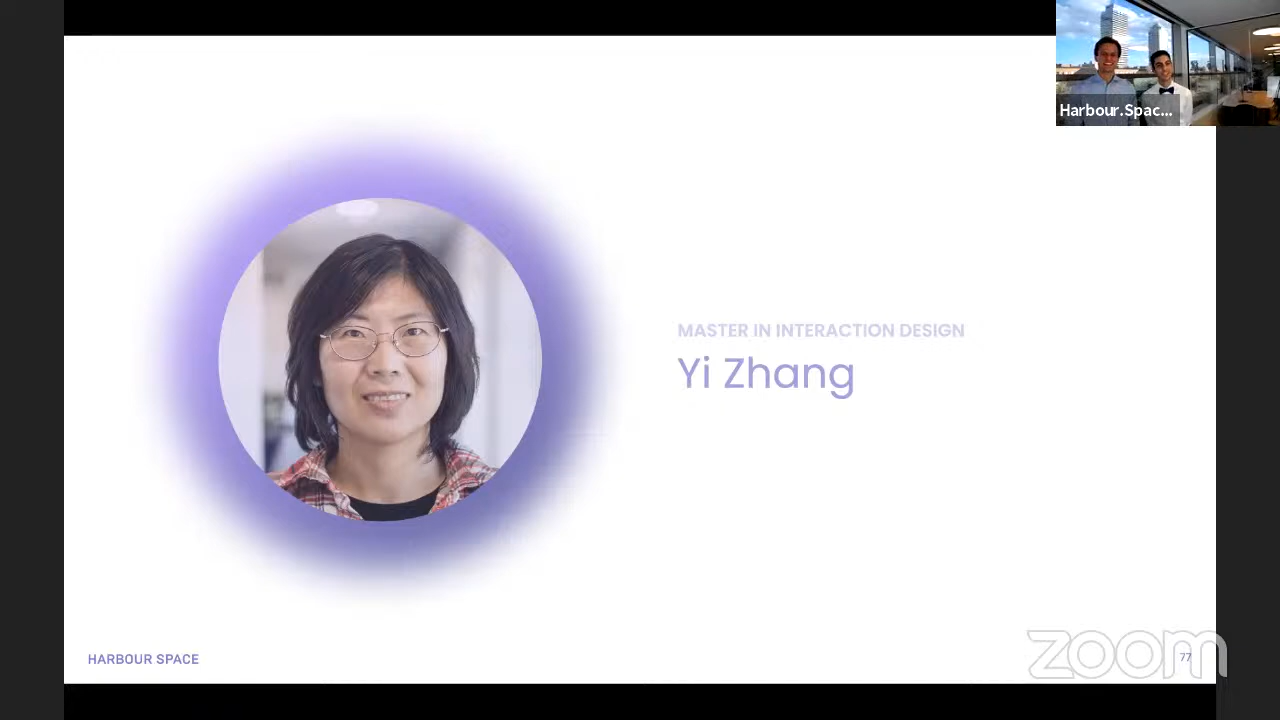 Harbour.Spac...
MASTER IN INTERACTION DESIGN
Yi Zhang
HARBOUR SPACE
zoom
77